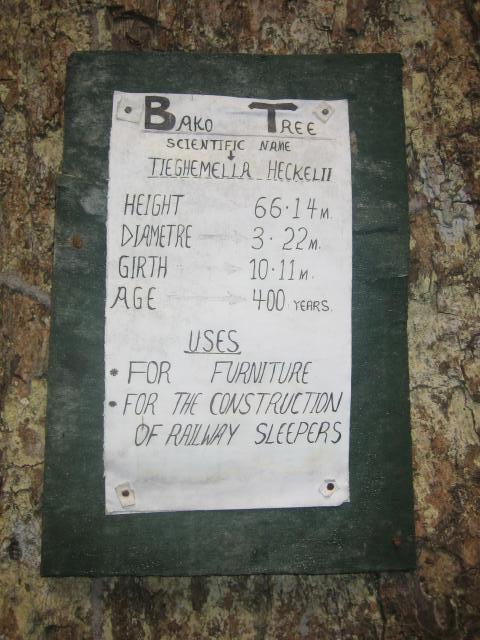 BAKO TREE
SCIENTIFIC NAME
TIEGHEMELLA HECKELII
HEIGHT 66.14 M.
DIAMETRE → 3.22 M.
GIRTH → 10.11 M.
AGE → 400 YEARS.
USES
* FOR FURNITURE
* FOR THE CONSTRUCTION
OF RAILWAY SLEEPERS